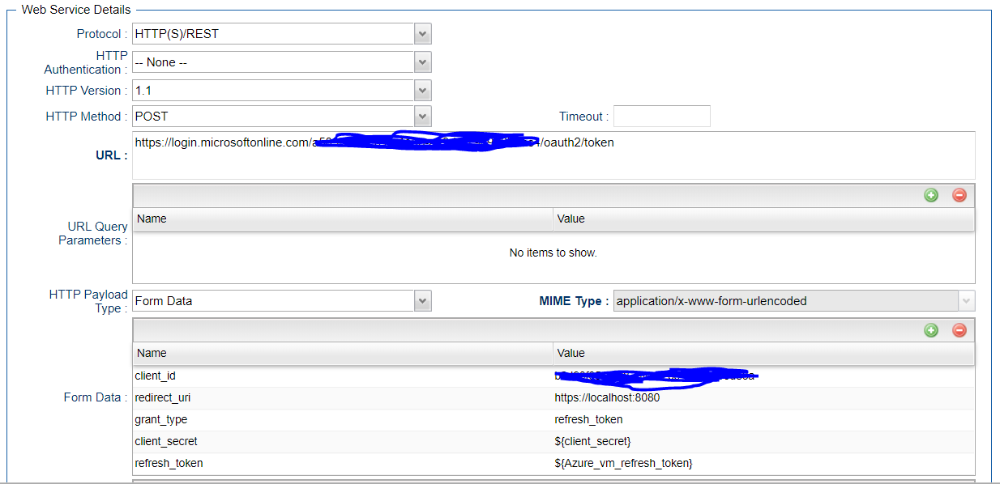 Web Service Details
Protocol : HTTP(S)/REST
HTTP
Authentication : -- None --
HTTP Version : 1.1
HTTP Method : POST Timeout :
URL : https://login.microsoftonline.com/ /oauth2/token
Name Value
URL Query
Parameters :
No items to show.
HTTP Payload
Type : Form Data MIME Type : application/x-www-form-urlencoded
Name Value
client_id
Form Data : redirect_uri https://localhost:8080
grant_type refresh_token
client_secret ${client_secret}
refresh_token ${Azure_vm_refresh_token}